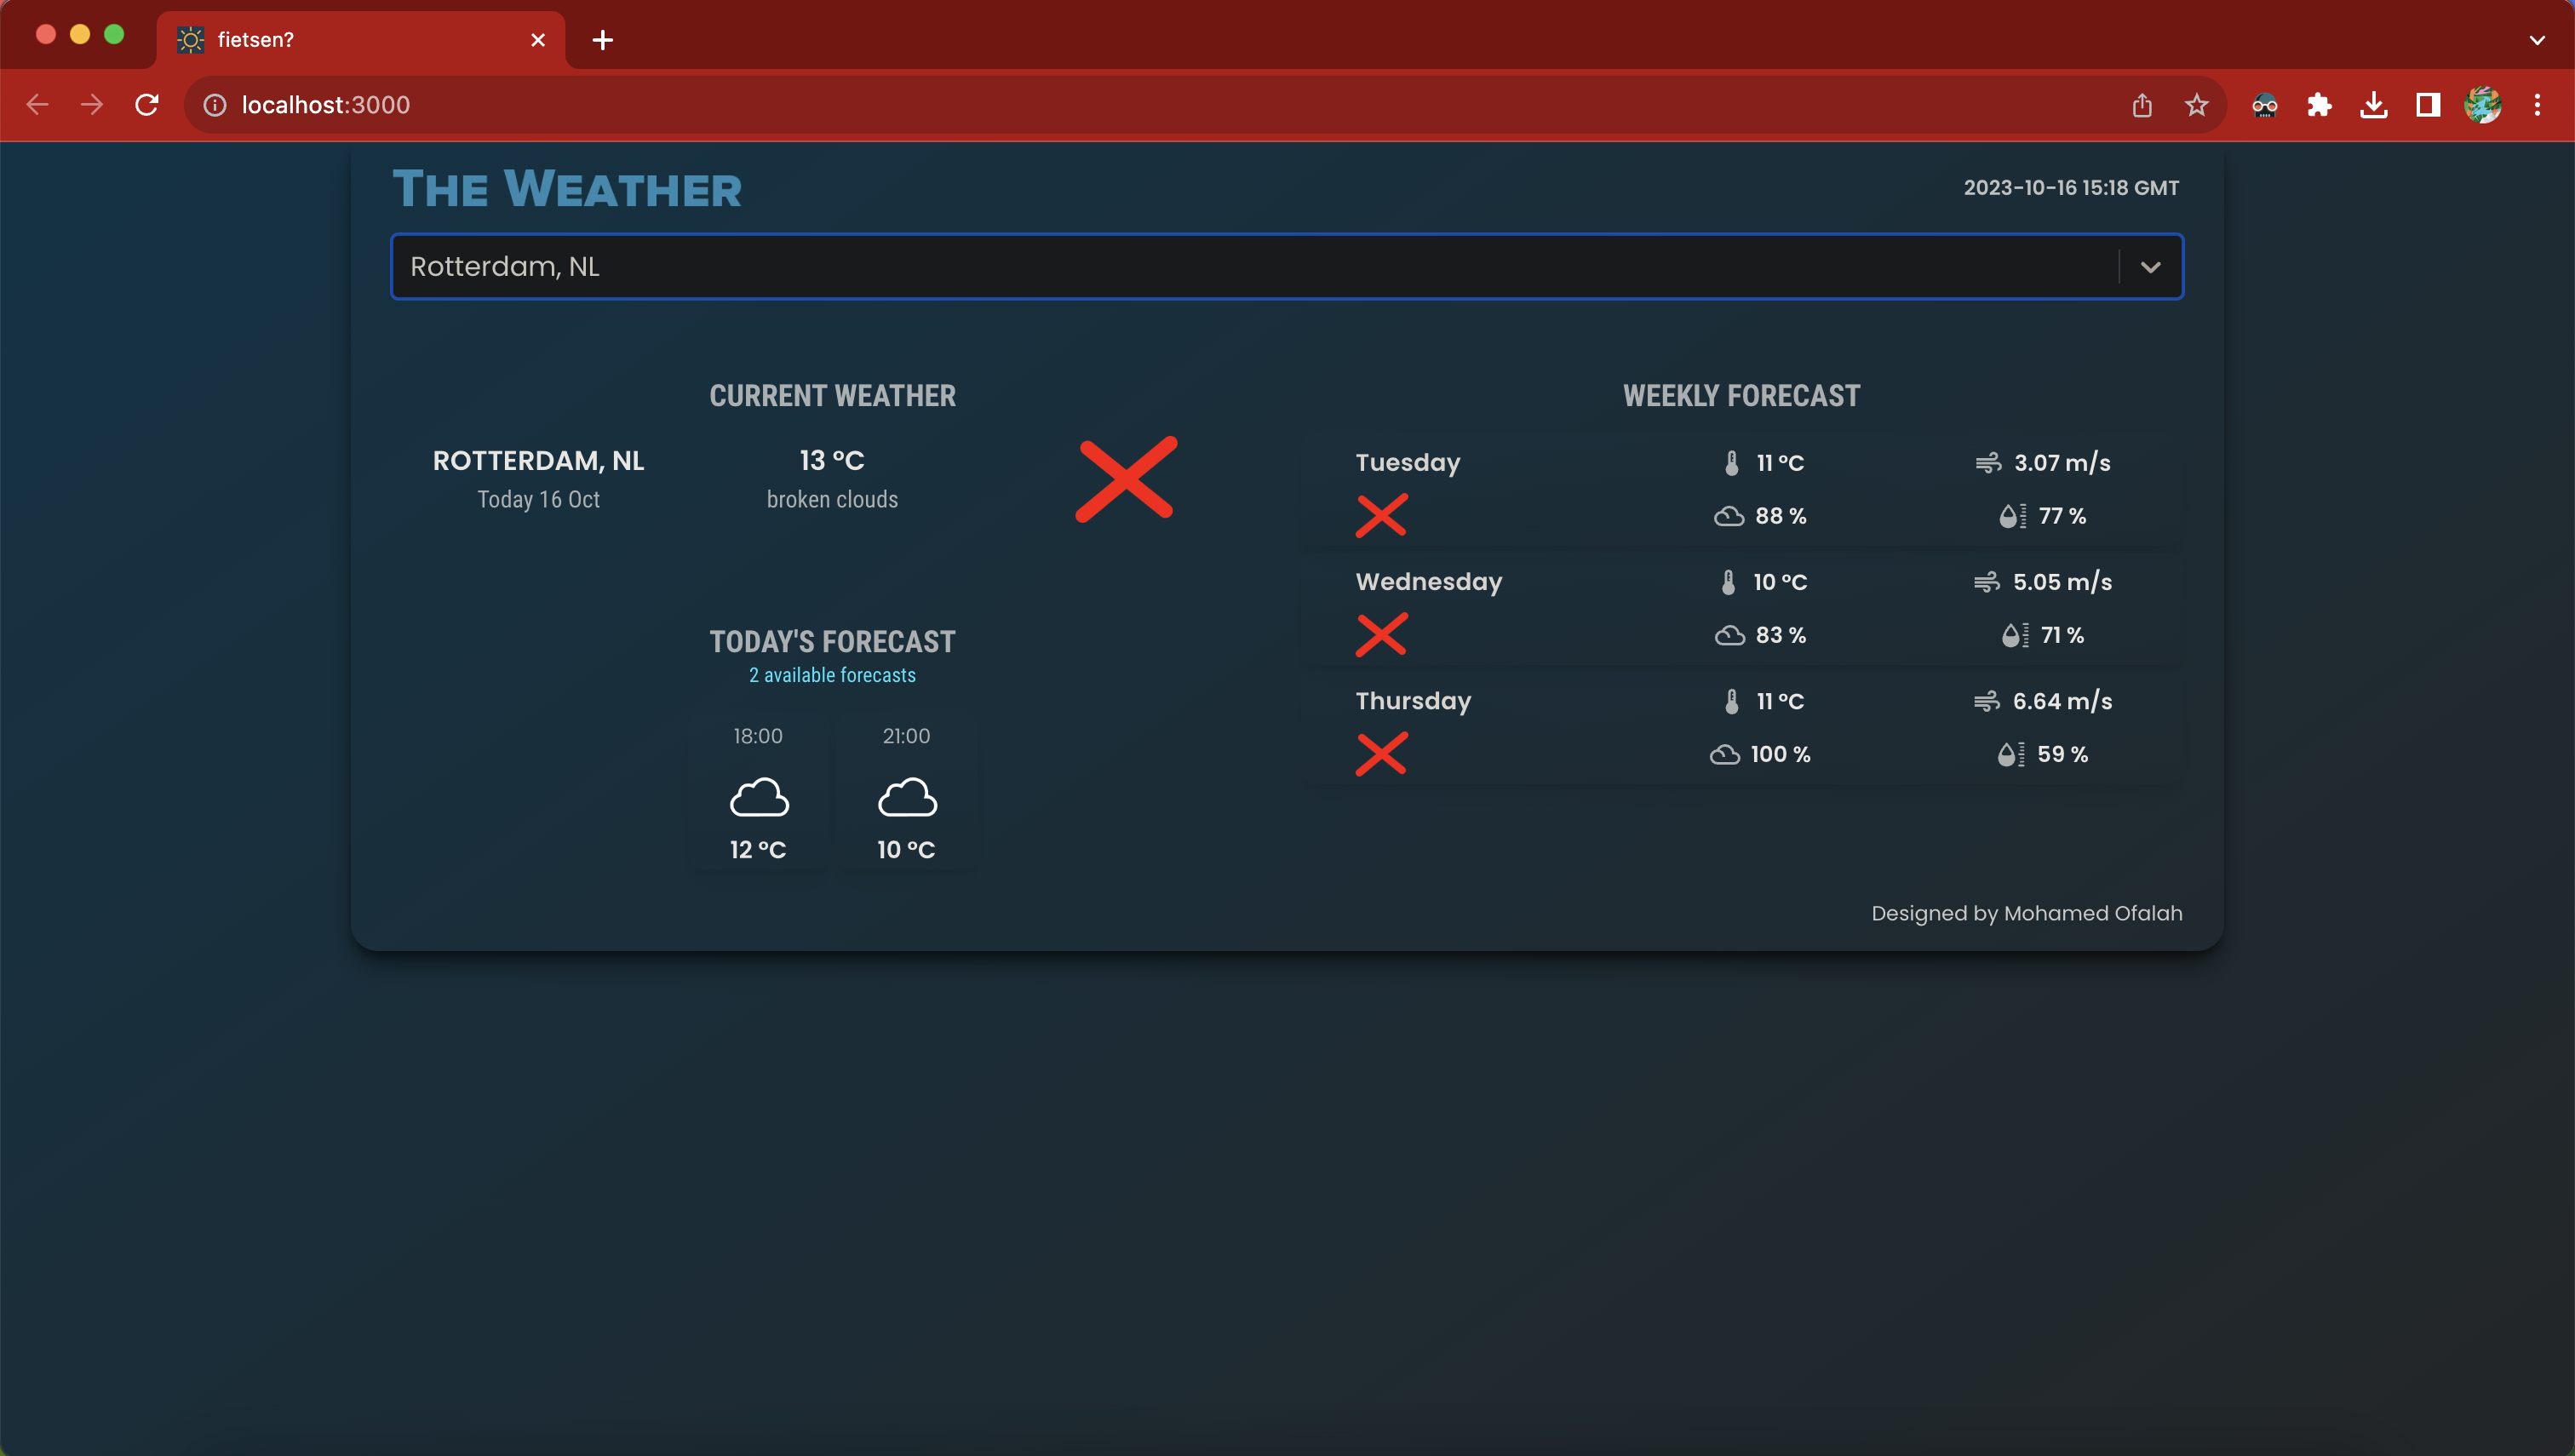 fietsen?
localhost:3000
THE WEATHER
2023-10-16 15:18 GMT
Rotterdam, NL
CURRENT WEATHER
ROTTERDAM, NL
Today 16 Oct
13 °C
broken clouds
TODAY'S FORECAST
2 available forecasts
18:00
21:00
12 °C
10 °C
WEEKLY FORECAST
Tuesday
11 °C
3.07 m/s
88 %
77 %
Wednesday
10 °C
5.05 m/s
83 %
71 %
Thursday
11 °C
6.64 m/s
100 %
59 %
Designed by Mohamed Ofalah